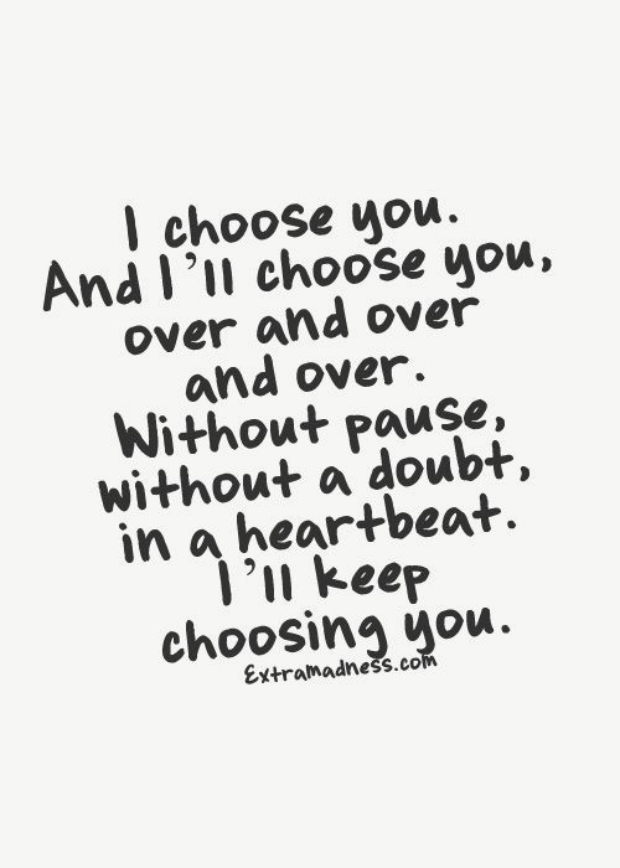 I choose you.
And I'll choose you,
over and over
and over.
Without pause,
without a doubt,
in a heartbeat.
I'll keep
choosing you.
Extramadness.com